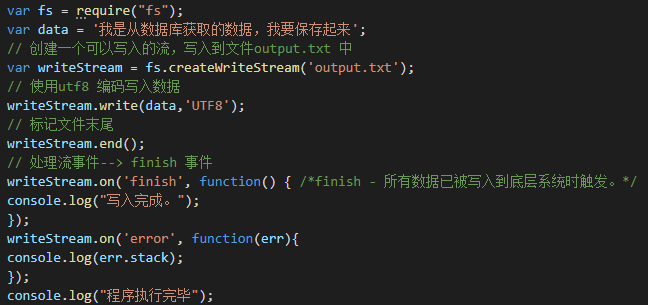 var fs = require("fs");
var data = '我是从数据库获取的数据，我要保存起来';
// 创建一个可以写入的流，写入到文件output.txt 中
var writeStream = fs.createWriteStream('output.txt');
// 使用utf8 编码写入数据
writeStream.write(data,'UTF8');
// 标记文件末尾
writeStream.end();
// 处理流事件--> finish 事件
writeStream.on('finish', function() { /*finish - 所有数据已被写入到底层系统时触发。*/
console.log("写入完成。");
});
writeStream.on('error', function(err){
console.log(err.stack);
});
console.log("程序执行完毕");